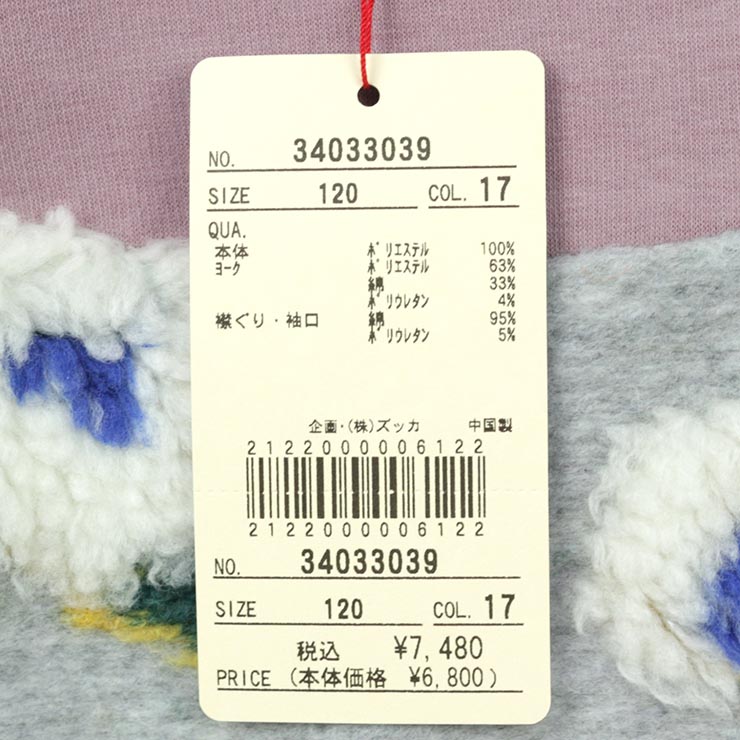 NO. 34033039
SIZE 120 COL. 17
QUA.
本体 ポリエステル 100%
ヨーク ポリエステル 63%
綿 33%
ポリウレタン 4%
襟ぐり・袖口 綿 95%
ポリウレタン 5%
企画・(株)ズッカ 中国製
2122000006122
2122000006122
NO. 34033039
SIZE 120 COL. 17
税込 ¥7,480
PRICE (本体価格 ¥6,800)